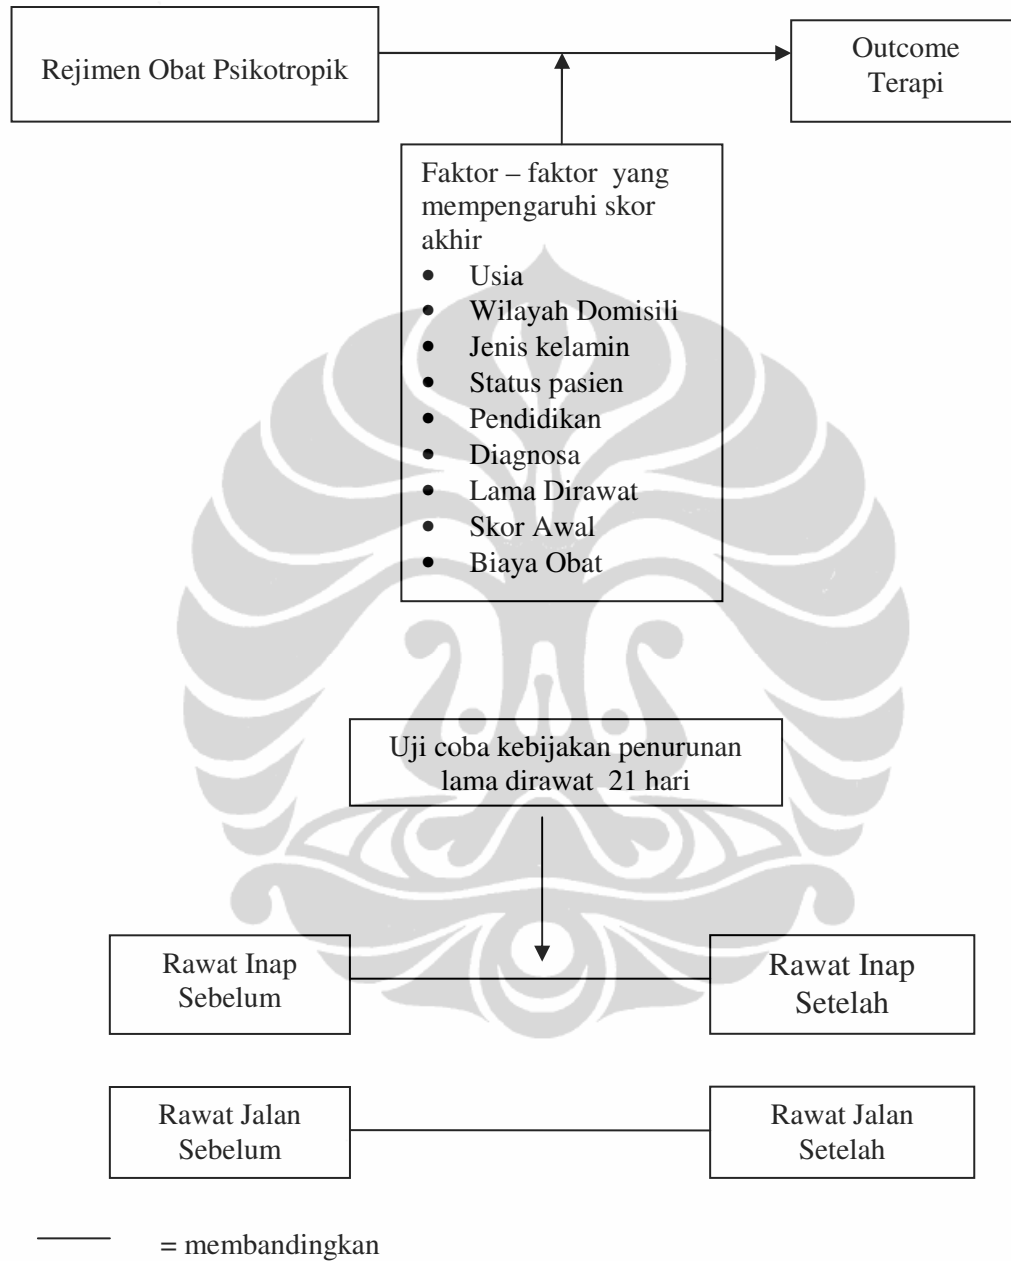 Rejimen Obat Psikotropik
Outcome
Terapi
Faktor – faktor yang
mempengaruhi skor
akhir
• Usia
• Wilayah Domisili
• Jenis kelamin
• Status pasien
• Pendidikan
• Diagnosa
• Lama Dirawat
• Skor Awal
• Biaya Obat
Uji coba kebijakan penurunan
lama dirawat 21 hari
Rawat Inap
Sebelum
Rawat Inap
Setelah
Rawat Jalan
Sebelum
Rawat Jalan
Setelah
= membandingkan